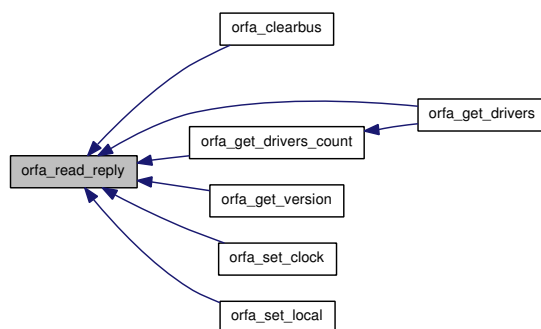 orfa_clearbus
orfa_get_drivers
orfa_get_drivers_count
orfa_read_reply
orfa_get_version
orfa_set_clock
orfa_set_local